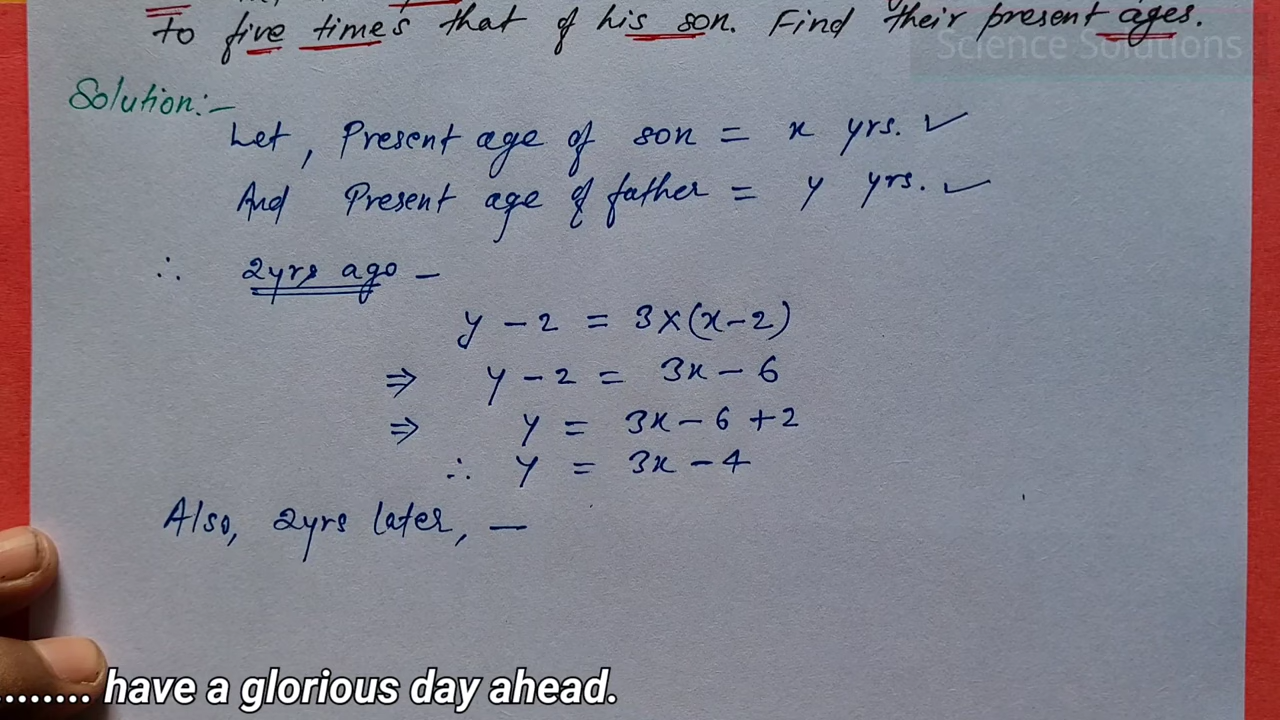 To five times that of his son. Find their present ages.
Science Solutions
Solution:-
Let, Present age of son = x yrs. ✓
And Present age of father = y yrs. ✓
∴ 2yrs ago -
y - 2 = 3×(x-2)
⇒ y - 2 = 3x - 6
⇒ y = 3x - 6 + 2
∴ y = 3x - 4
Also, 2yrs later, —
........ have a glorious day ahead.